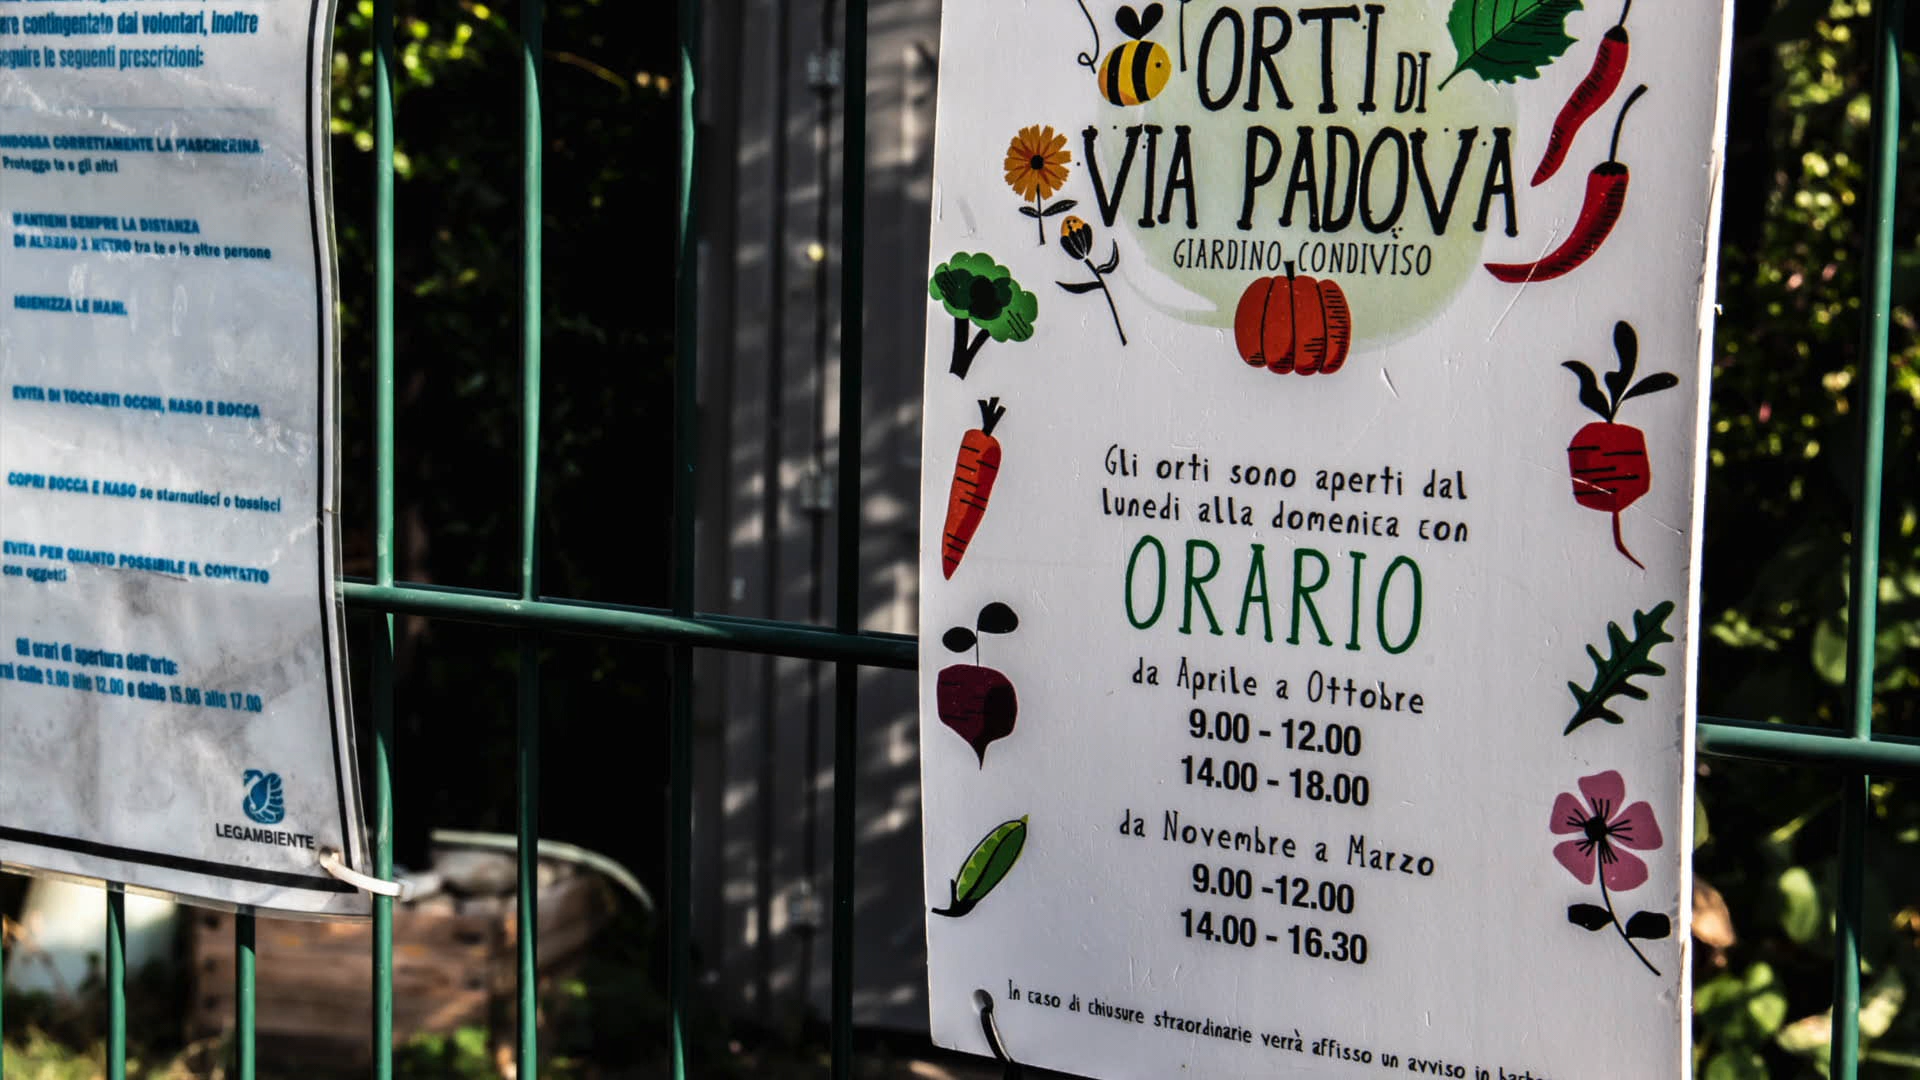 re contingentato dai volontari, inoltre
seguire le seguenti prescrizioni:
INDOSSA CORRETTAMENTE LA MASCHERINA.
Protegge te e gli altri
MANTIENI SEMPRE LA DISTANZA
DI ALMENO 1 METRO tra te e le altre persone
IGIENIZZA LE MANI.
EVITA DI TOCCARTI OCCHI, NASO E BOCCA
COPRI BOCCA E NASO se starnutisci o tossisci
EVITA PER QUANTO POSSIBILE IL CONTATTO
con oggetti
Gli orari di apertura dell'orto:
dalle 9.00 alle 12.00 e dalle 15.00 alle 17.00
LEGAMBIENTE
ORTI DI
VIA PADOVA
GIARDINO CONDIVISO
Gli orti sono aperti dal
lunedi alla domenica con
ORARIO
da Aprile a Ottobre
9.00 - 12.00
14.00 - 18.00
da Novembre a Marzo
9.00 -12.00
14.00 - 16.30
In caso di chiusure straordinarie verrà affisso un avviso in